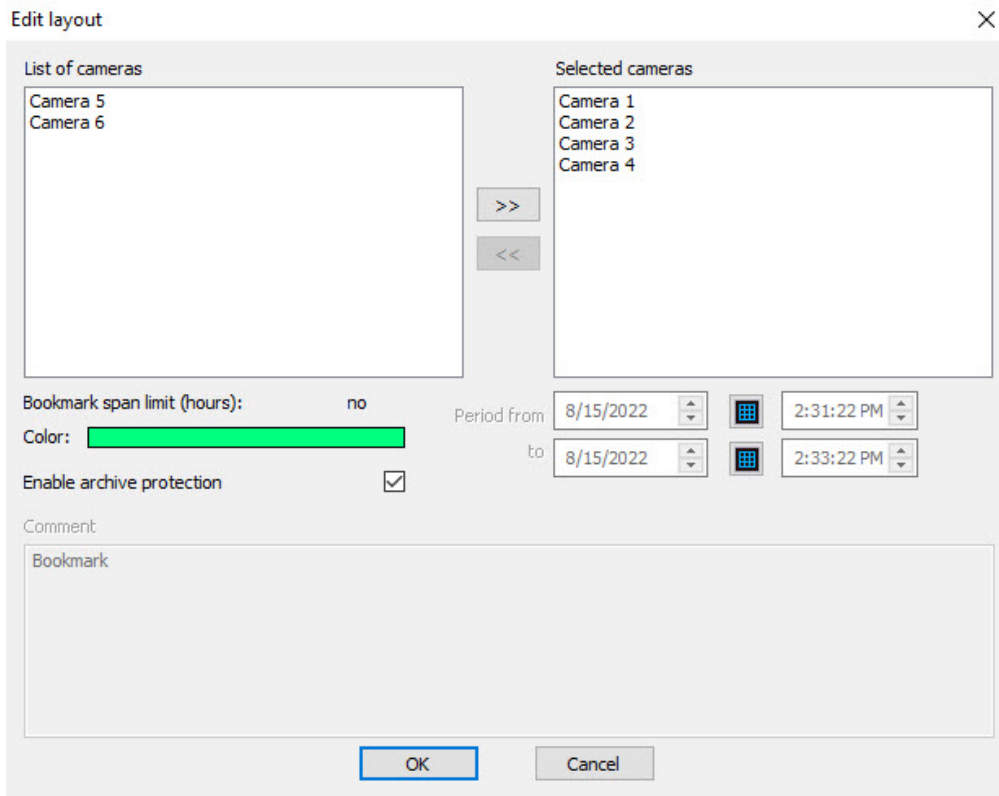 Edit layout
List of cameras
Camera 5
Camera 6
>>
<<
Selected cameras
Camera 1
Camera 2
Camera 3
Camera 4
Bookmark span limit (hours): no
Color:
Enable archive protection
Period from 8/15/2022 2:31:22 PM
to 8/15/2022 2:33:22 PM
Comment
Bookmark
OK Cancel